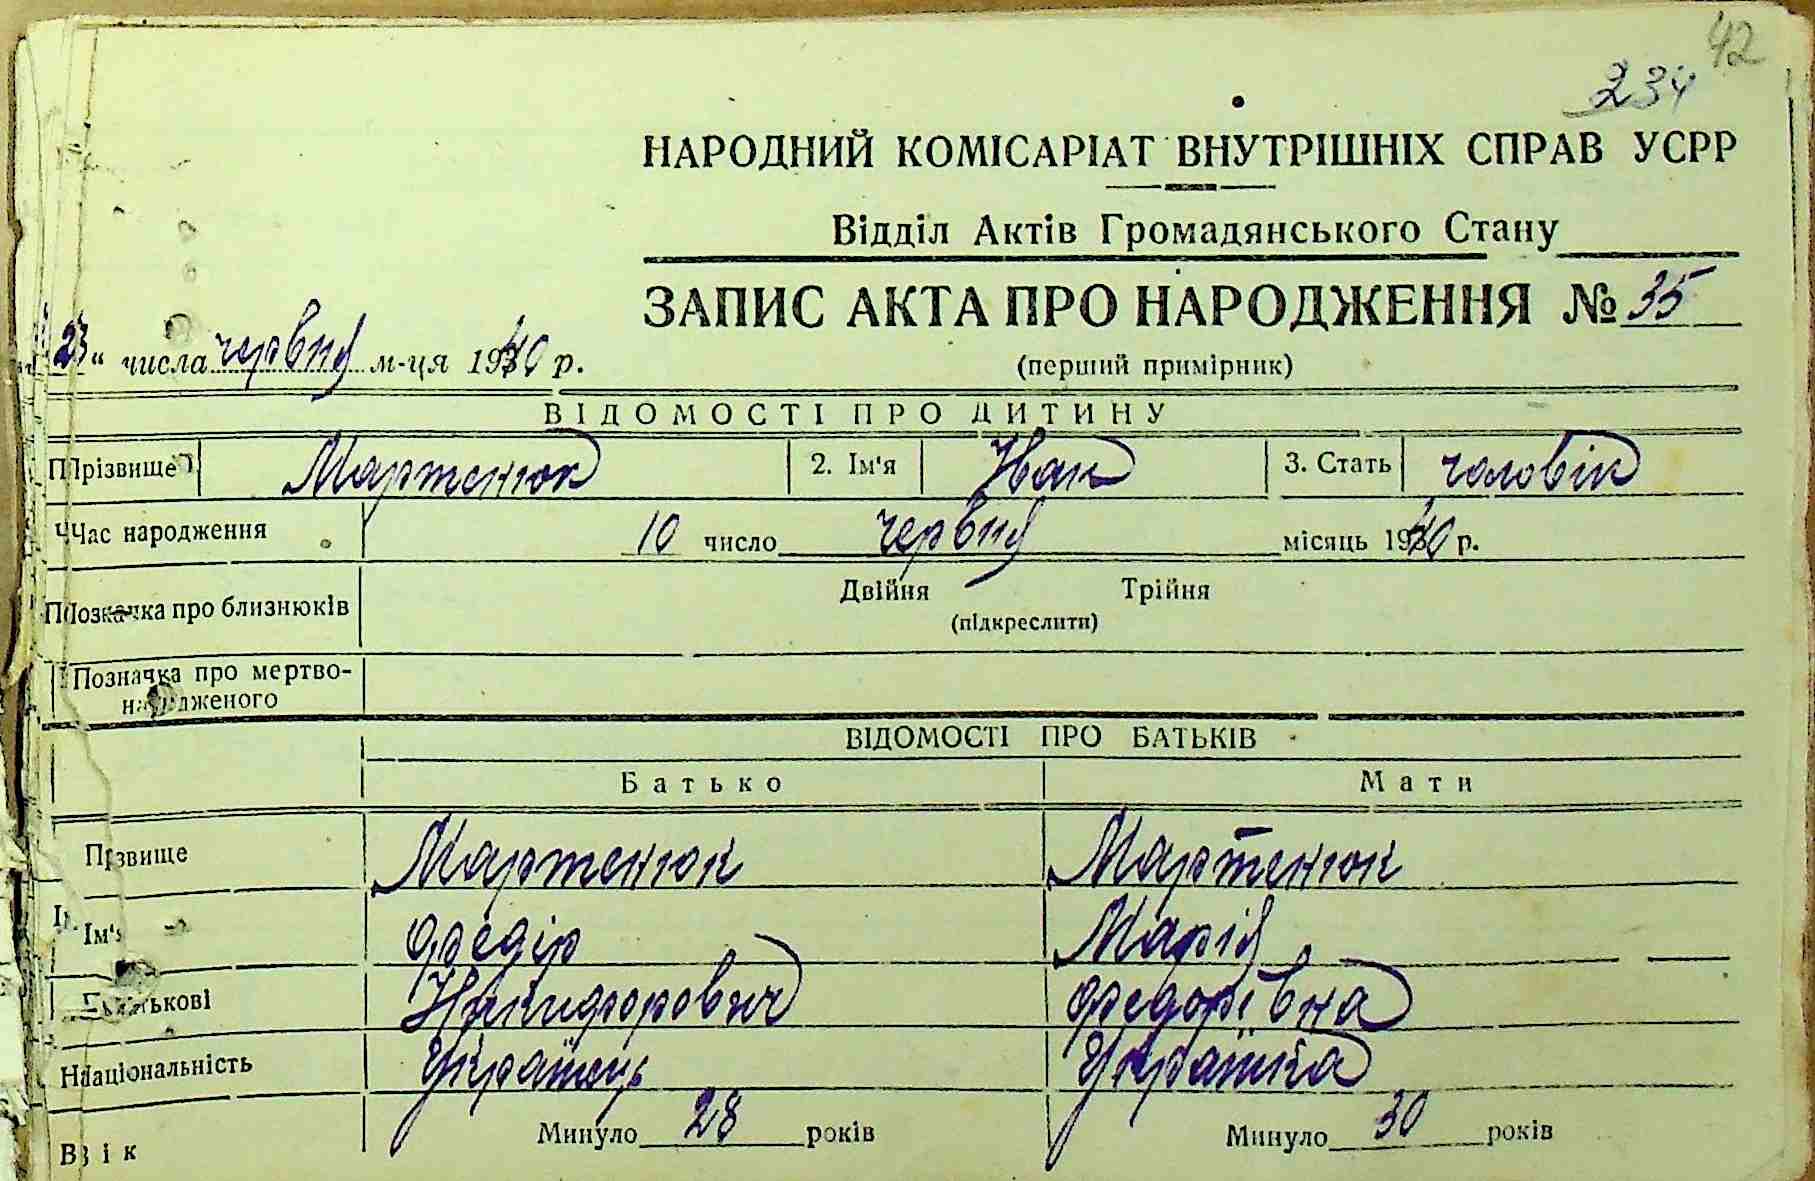 42
234
НАРОДНИЙ КОМІСАРІАТ ВНУТРІШНІХ СПРАВ УСРР
Відділ Актів Громадянського Стану
ЗАПИС АКТА ПРО НАРОДЖЕННЯ № 35
„23“ числа червня м-ця 1940 р.
(перший примірник)
ВІДОМОСТІ ПРО ДИТИНУ
Прізвище Мартенюк 2. Ім'я Іван 3. Стать чоловік
Час народження 10 число червня місяць 1940 р.
Позначка про близнюків Двійня Трійня
(підкреслити)
Позначка про мертво-
народженого
ВІДОМОСТІ ПРО БАТЬКІВ
Батько Мати
Прізвище Мартенюк Мартенюк
Ім'я Федір Марія
Батькові Никифорович Федорівна
Національність Українець Українка
Вік Минуло 28 років Минуло 30 років